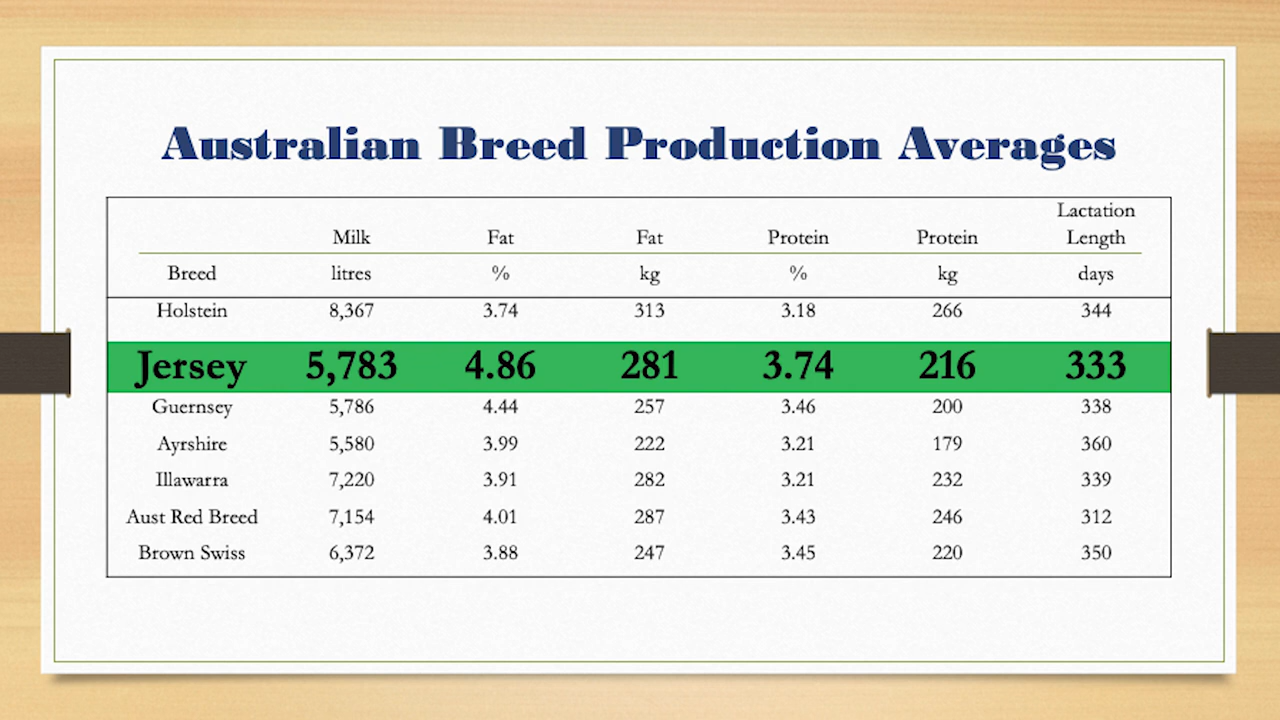 Australian Breed Production Averages
Lactation
Milk Fat Fat Protein Protein Length
Breed litres % kg % kg days
Holstein 8,367 3.74 313 3.18 266 344
Jersey 5,783 4.86 281 3.74 216 333
Guernsey 5,786 4.44 257 3.46 200 338
Ayrshire 5,580 3.99 222 3.21 179 360
Illawarra 7,220 3.91 282 3.21 232 339
Aust Red Breed 7,154 4.01 287 3.43 246 312
Brown Swiss 6,372 3.88 247 3.45 220 350